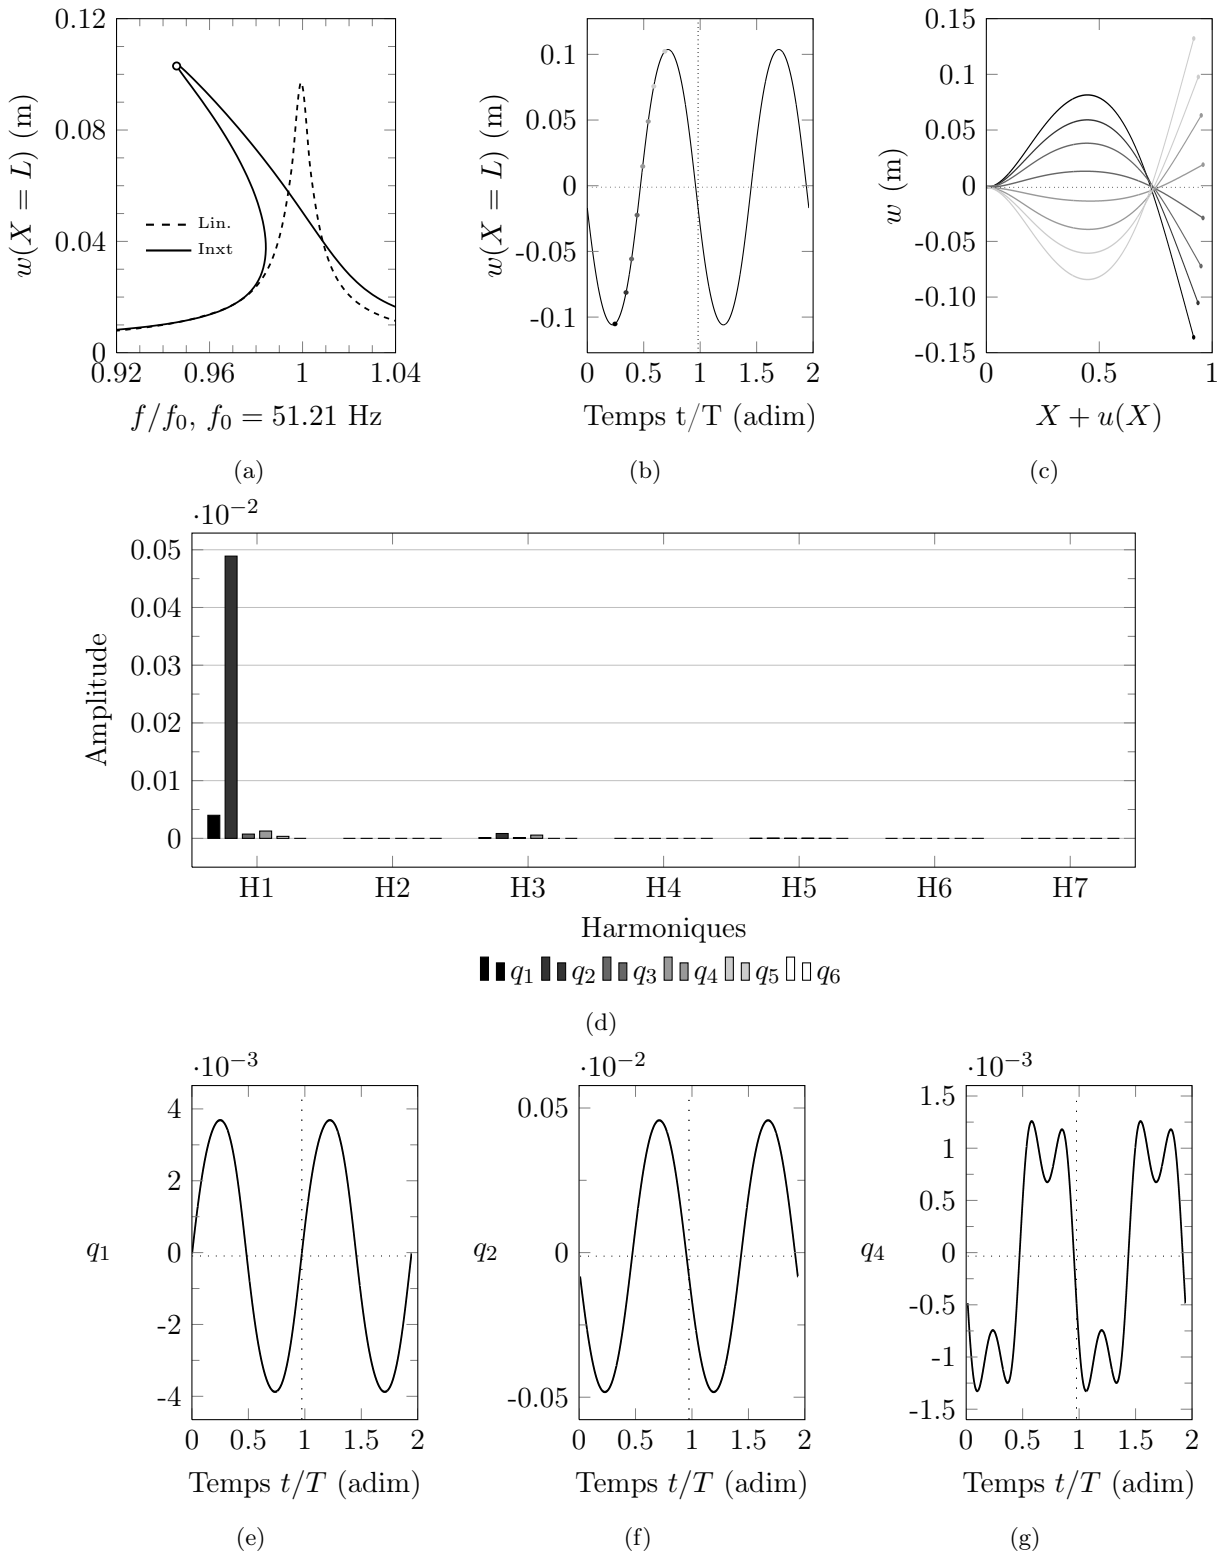 0.12
0.08
0.04
0
0.92
0.96
1
1.04
w(X = L) (m)
Lin.
Inxt
f/f0, f0 = 51.21 Hz
(a)
0.1
0.05
0
-0.05
-0.1
0
1
2
w(X = L) (m)
Temps t/T (adim)
(b)
0.15
0.1
0.05
0
-0.05
-0.10
-0.15
0
0.5
1
w (m)
X + u(X)
(c)
·10−2
0.05
0.04
0.03
0.02
0.01
0
Amplitude
H1 H2 H3 H4 H5 H6 H7
Harmoniques
q1 q2 q3 q4 q5 q6
(d)
·10−3
4
2
0
-2
-4
q1
0 0.5 1 1.5 2
Temps t/T (adim)
(e)
·10−2
0.05
0
-0.05
q2
0 0.5 1 1.5 2
Temps t/T (adim)
(f)
·10−3
1.5
1
0.5
0
-0.5
-1
-1.5
q4
0 0.5 1 1.5 2
Temps t/T (adim)
(g)